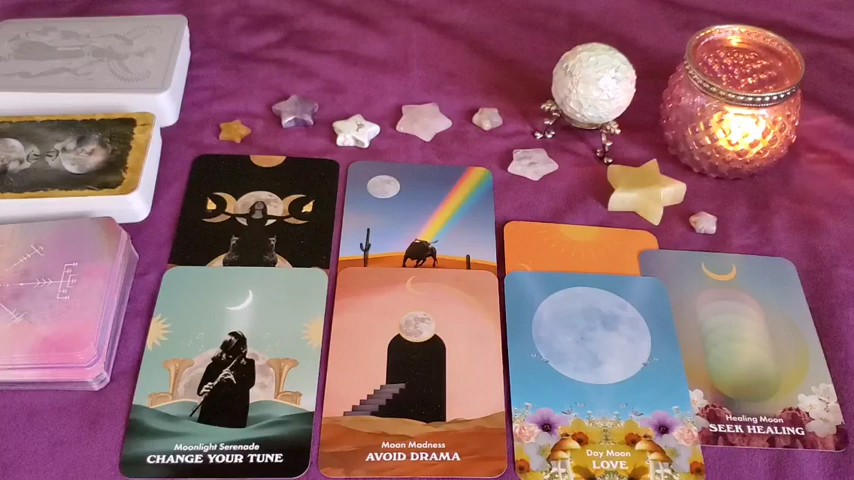 Moonlight Serenade
CHANGE YOUR TUNE
Moon Madness
AVOID DRAMA
Day Moon
LOVE
Healing Moon
SEEK HEALING